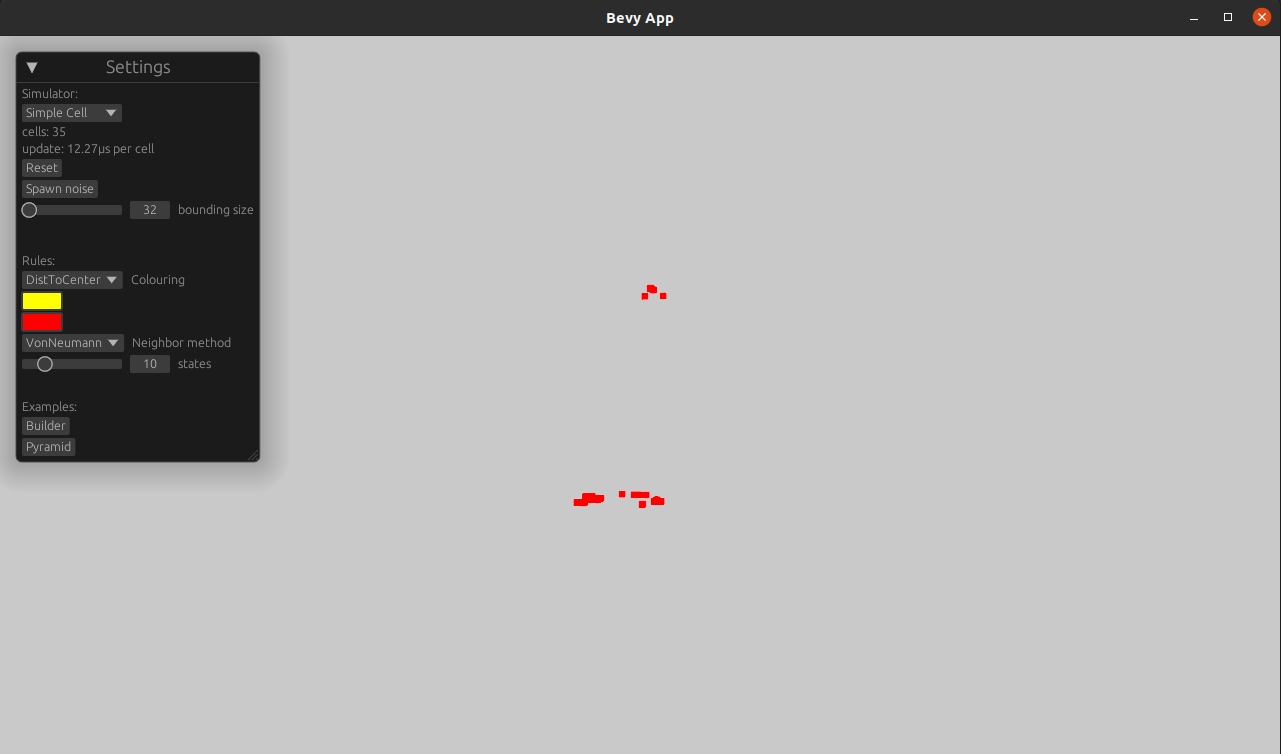 Bevy App
Settings
Simulator:
Simple Cell
cells: 35
update: 12.27µs per cell
Reset
Spawn noise
32 bounding size
Rules:
DistToCenter Colouring
VonNeumann Neighbor method
10 states
Examples:
Builder
Pyramid